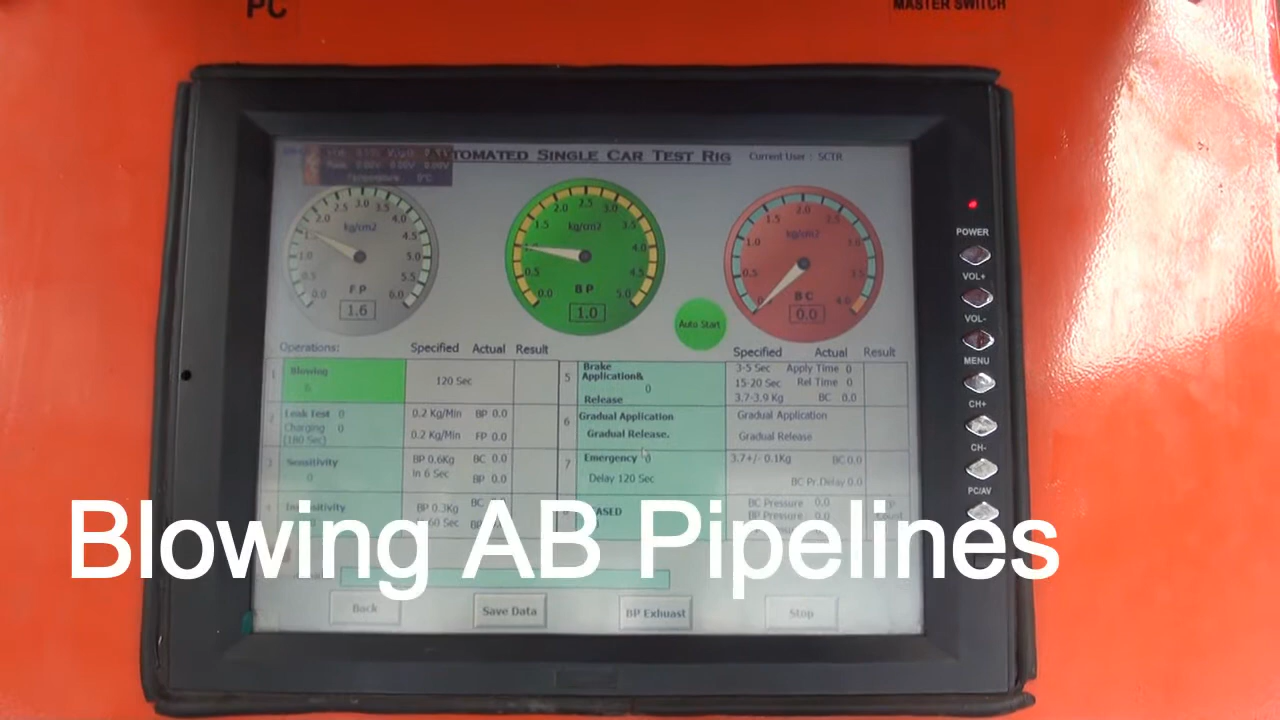 PC
MASTER SWITCH
TOMATED SINGLE CAR TEST RIG
Current User : SCTR
kg/cm2
F P
1.6
kg/cm2
B P
1.0
kg/cm2
B C
0.0
Auto Start
Operations: Specified Actual Result
Specified Actual Result
1 Blowing 120 Sec
2 Leak Test 0 0.2 Kg/Min BP 0.0
Charging 0 0.2 Kg/Min FP 0.0
(180 Sec)
3 Sensitivity BP 0.6Kg BC 0.0
0 in 6 Sec BP 0.0
BP 0.3Kg BC
60 Sec
5 Brake
Application& 0
Release
3-5 Sec Apply Time 0
15-20 Sec Rel Time 0
3.7-3.9 Kg BC 0.0
6 Gradual Application Gradual Application
Gradual Release. Gradual Release
7 Emergency 0 3.7+/- 0.1Kg BC 0.0
Delay 120 Sec BC Pr.Delay 0.0
ASED
BC Pressure 0.0
BP Pressure 0.0
Blowing AB Pipelines
Back
Save Data
BP Exhuast
Stop
POWER
VOL+
VOL-
MENU
CH+
CH-
PC/AV